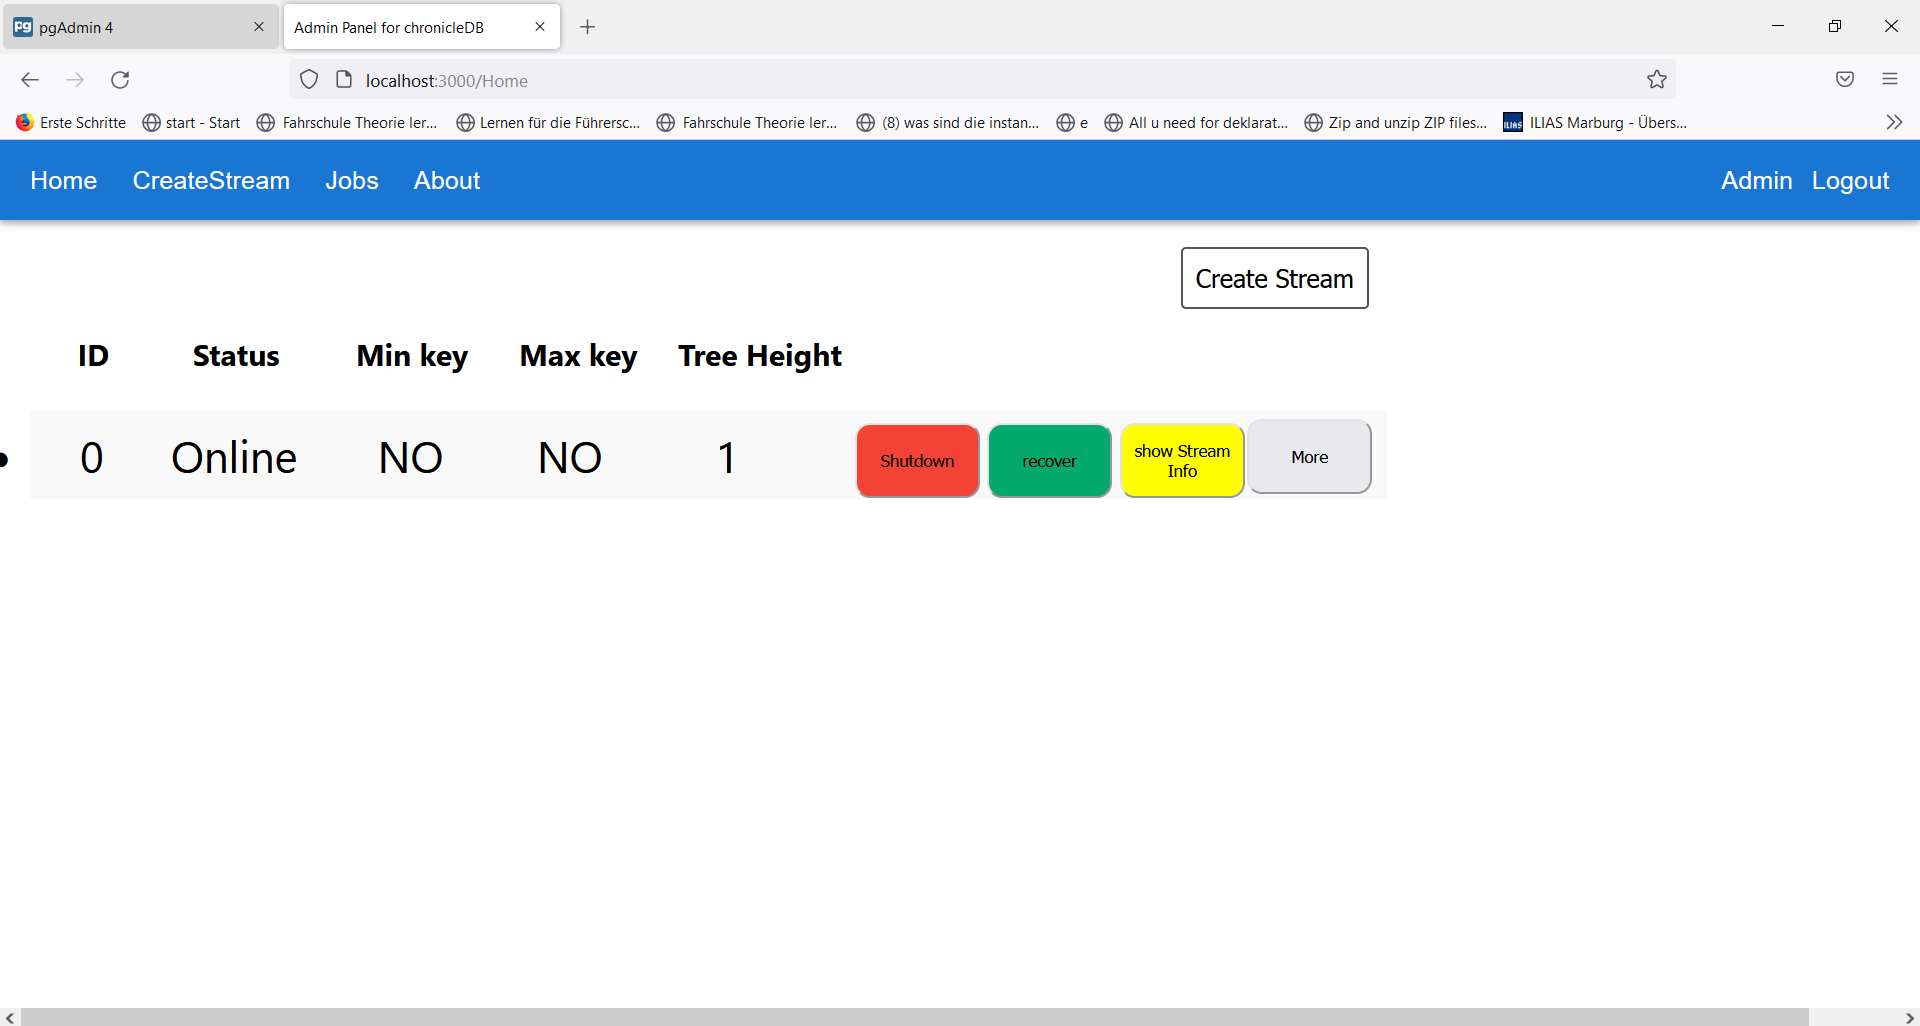 pg pgAdmin 4
Admin Panel for chronicleDB
localhost:3000/Home
Erste Schritte start - Start Fahrschule Theorie ler... Lernen für die Führersc... Fahrschule Theorie ler... (8) was sind die instan... e All u need for deklarat... Zip and unzip ZIP files... ILIAS ILIAS Marburg - Übers...
Home CreateStream Jobs About Admin Logout
Create Stream
ID Status Min key Max key Tree Height
0 Online NO NO 1 Shutdown recover show Stream Info More